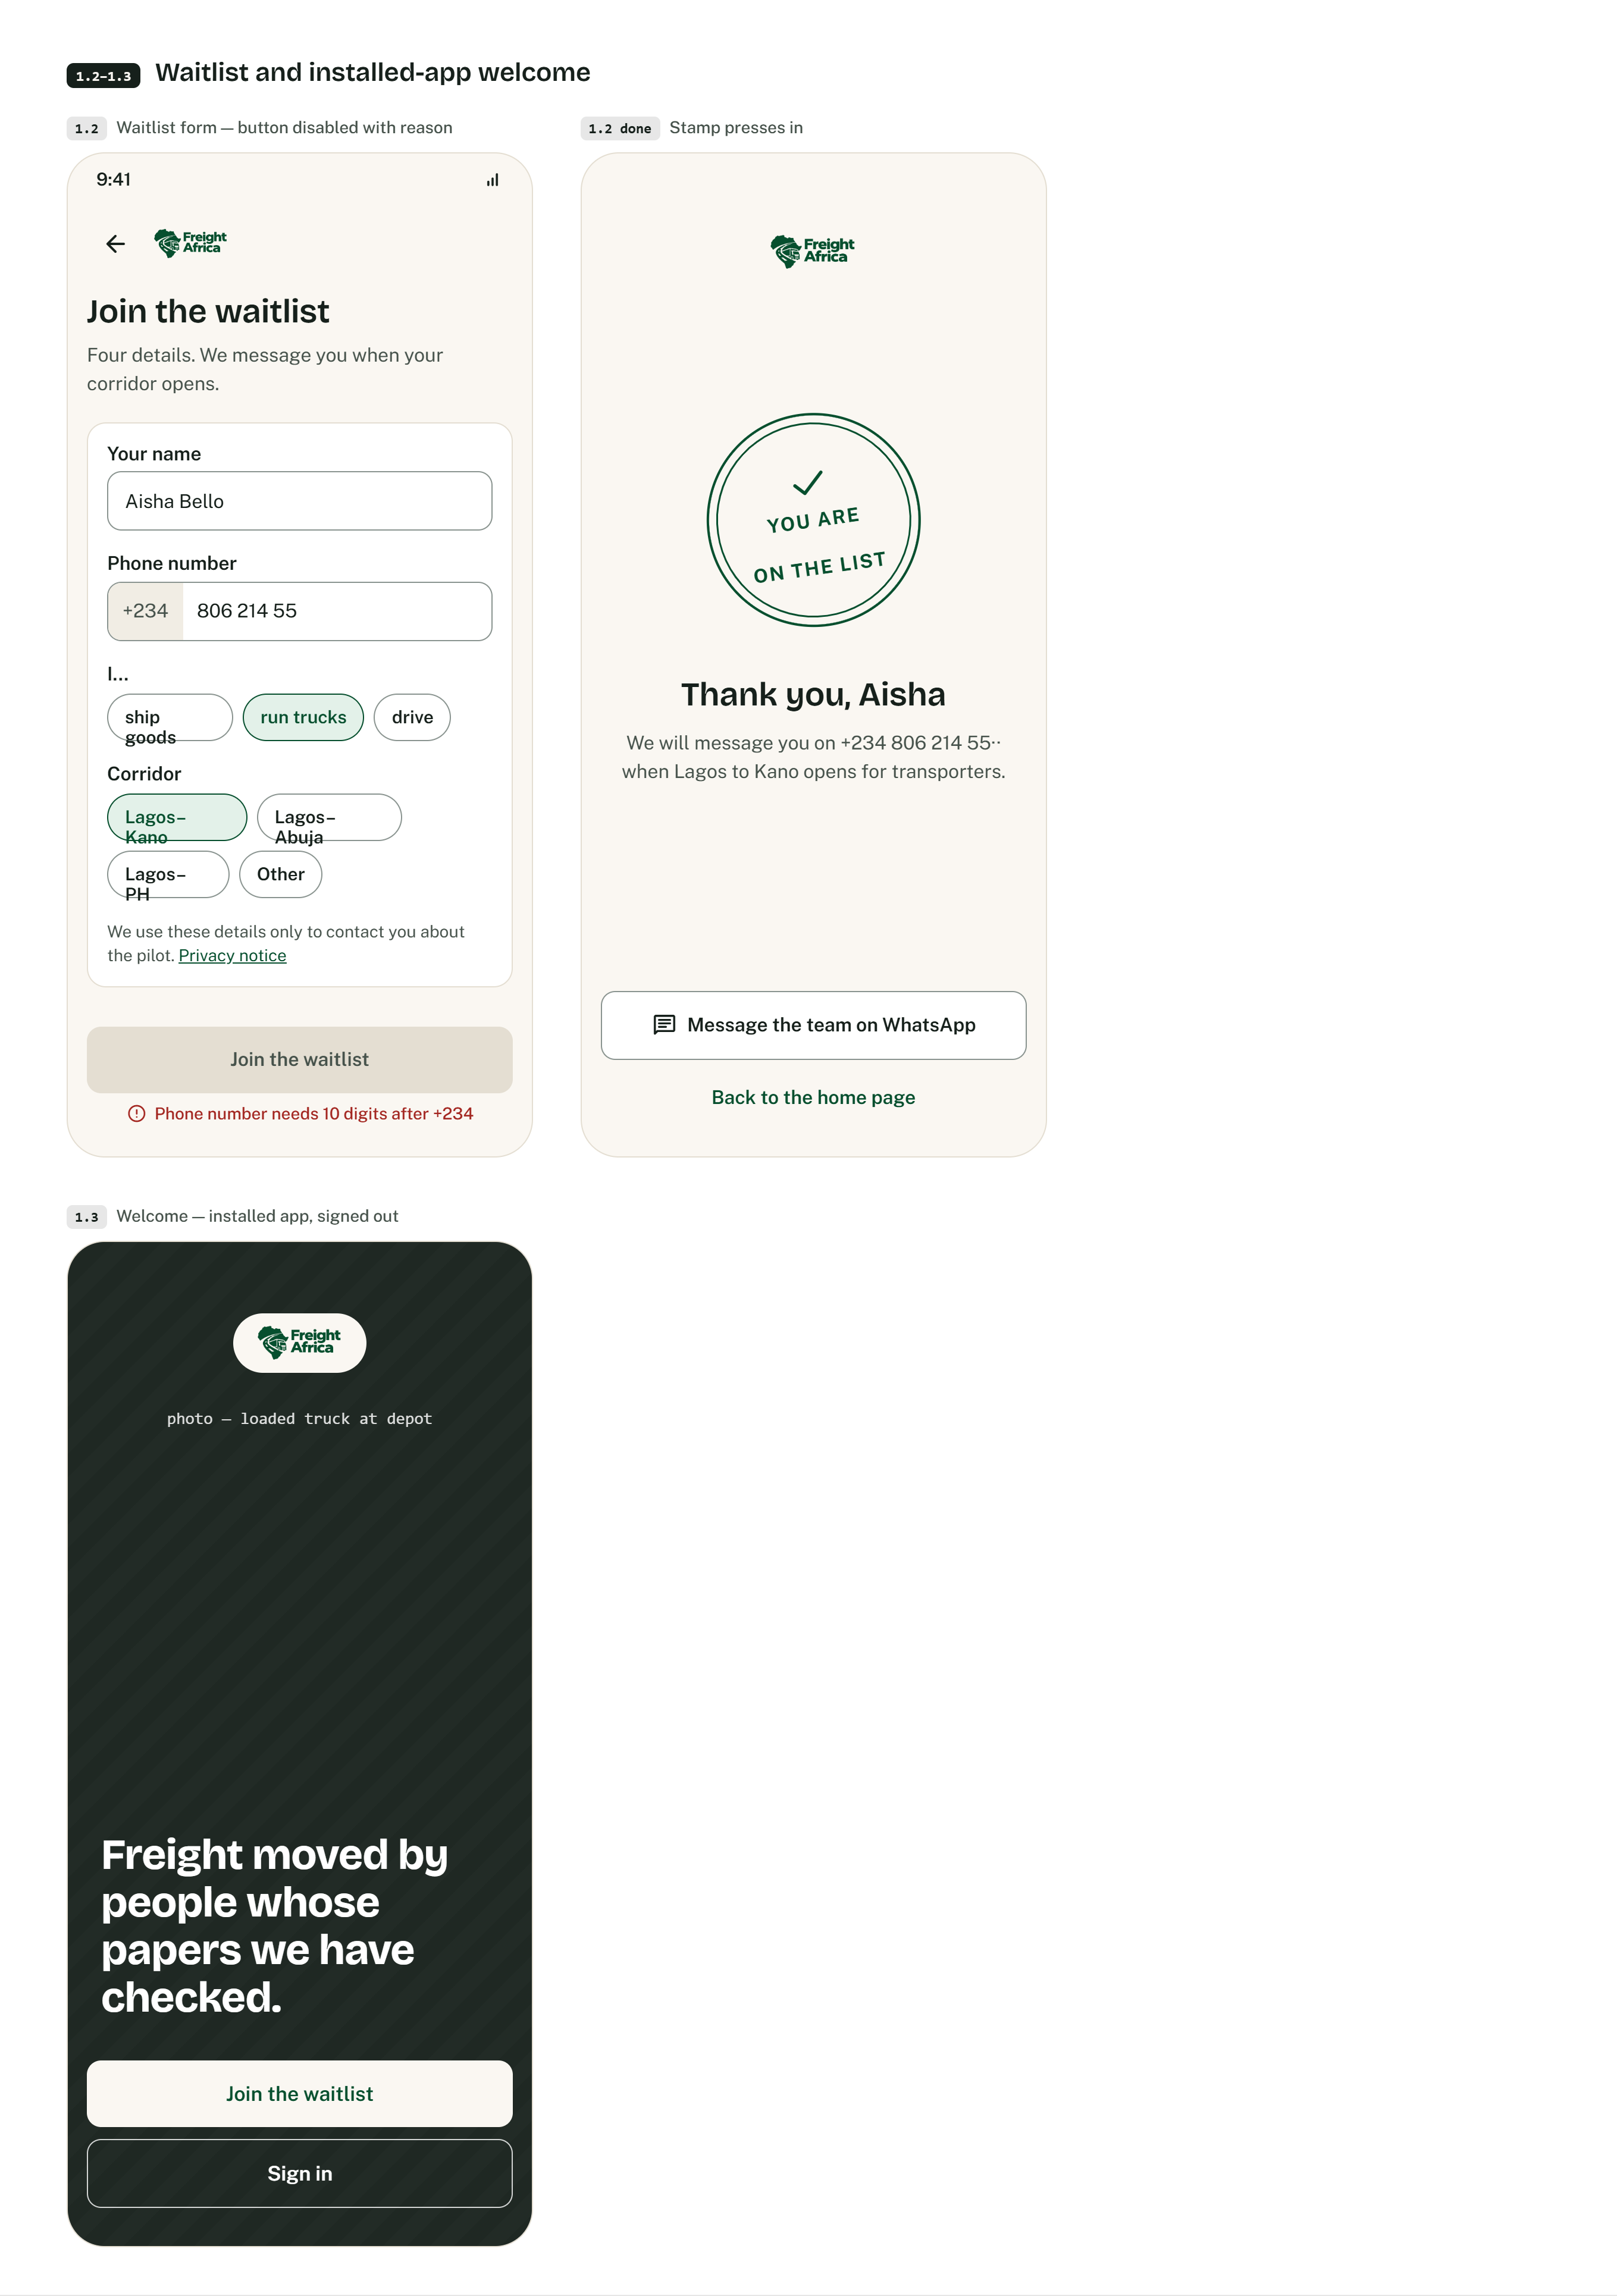 1.2–1.3 Waitlist and installed-app welcome
1.2 Waitlist form — button disabled with reason
9:41
Freight
Africa
Join the waitlist
Four details. We message you when your
corridor opens.
Your name
Aisha Bello
Phone number
+234 806 214 55
I...
ship
goods
run trucks
drive
Corridor
Lagos–
Kano
Lagos–
Abuja
Lagos–
PH
Other
We use these details only to contact you about
the pilot. Privacy notice
Join the waitlist
Phone number needs 10 digits after +234
1.2 done Stamp presses in
Freight
Africa
YOU ARE
ON THE LIST
Thank you, Aisha
We will message you on +234 806 214 55··
when Lagos to Kano opens for transporters.
Message the team on WhatsApp
Back to the home page
1.3 Welcome — installed app, signed out
Freight
Africa
photo — loaded truck at depot
Freight moved by
people whose
papers we have
checked.
Join the waitlist
Sign in